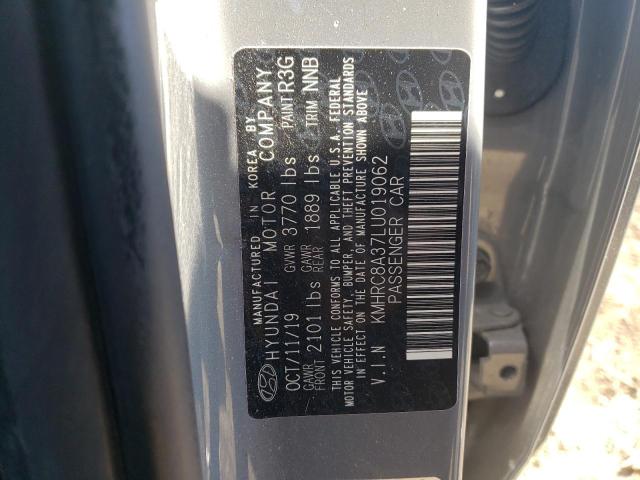 MANUFACTURED IN KOREA BY
HYUNDAI MOTOR COMPANY
OCT/11/19 GVWR 3770 lbs PAINT R3G
GAWR FRONT 2101 lbs GAWR REAR 1889 lbs TRIM NNB
THIS VEHICLE CONFORMS TO ALL APPLICABLE U.S.A. FEDERAL
MOTOR VEHICLE SAFETY, BUMPER, AND THEFT PREVENTION STANDARDS
IN EFFECT ON THE DATE OF MANUFACTURE SHOWN ABOVE
V.I.N KMHRC8A37LU019062
PASSENGER CAR